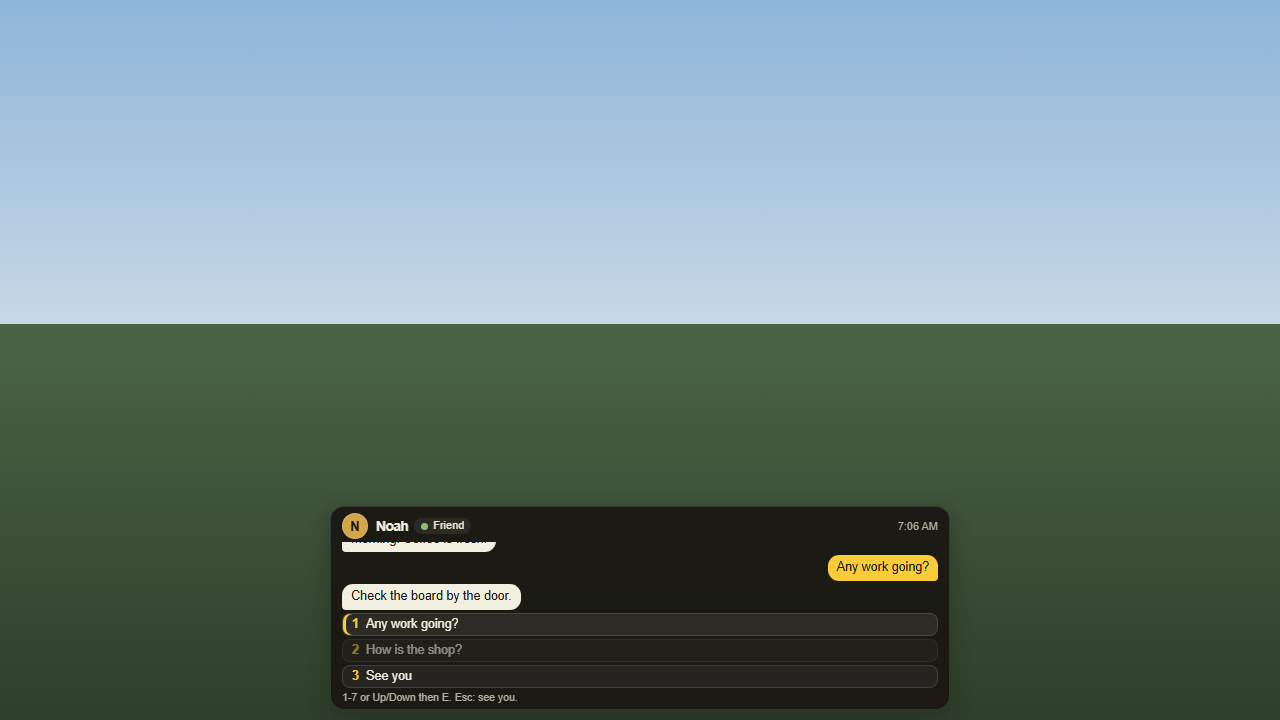 N Noah Friend 7:06 AM
Any work going?
Check the board by the door.
1 Any work going?
2 How is the shop?
3 See you
1-7 or Up/Down then E. Esc: see you.